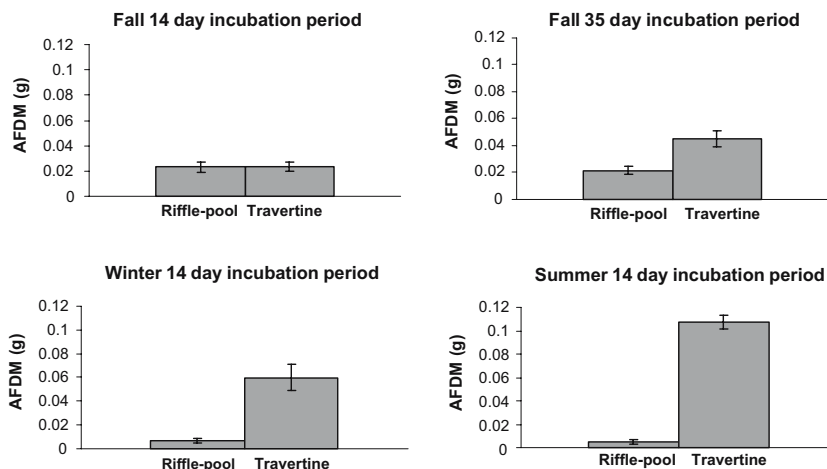 Fall 14 day incubation period
AFDM (g)
0.12
0.1
0.08
0.06
0.04
0.02
0
Riffle-pool Travertine
Fall 35 day incubation period
AFDM (g)
0.12
0.1
0.08
0.06
0.04
0.02
0
Riffle-pool Travertine
Winter 14 day incubation period
AFDM (g)
0.12
0.1
0.08
0.06
0.04
0.02
0
Riffle-pool Travertine
Summer 14 day incubation period
AFDM (g)
0.12
0.1
0.08
0.06
0.04
0.02
0
Riffle-pool Travertine